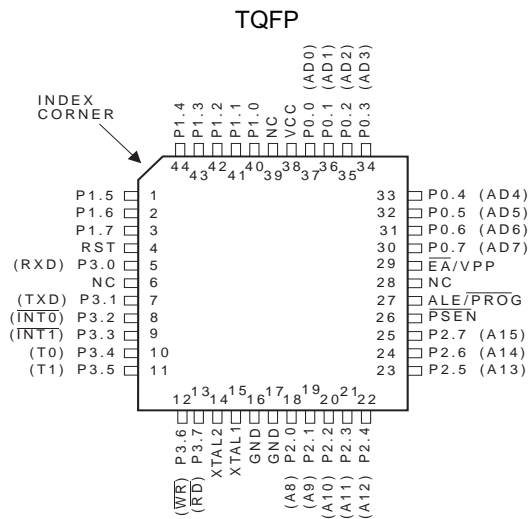 TQFP
INDEX
CORNER
P1.4
P1.3
P1.2
P1.1
P1.0
NC
VCC
P0.0 (AD0)
P0.1 (AD1)
P0.2 (AD2)
P0.3 (AD3)
44
43
42
41
40
39
38
37
36
35
34
P1.5 1
P1.6 2
P1.7 3
RST 4
(RXD) P3.0 5
NC 6
(TXD) P3.1 7
(INT0) P3.2 8
(INT1) P3.3 9
(T0) P3.4 10
(T1) P3.5 11
33 P0.4 (AD4)
32 P0.5 (AD5)
31 P0.6 (AD6)
30 P0.7 (AD7)
29 EA/VPP
28 NC
27 ALE/PROG
26 PSEN
25 P2.7 (A15)
24 P2.6 (A14)
23 P2.5 (A13)
12
13
14
15
16
17
18
19
20
21
22
(WR) P3.6
(RD) P3.7
XTAL2
XTAL1
GND
GND
(A8) P2.0
(A9) P2.1
(A10) P2.2
(A11) P2.3
(A12) P2.4